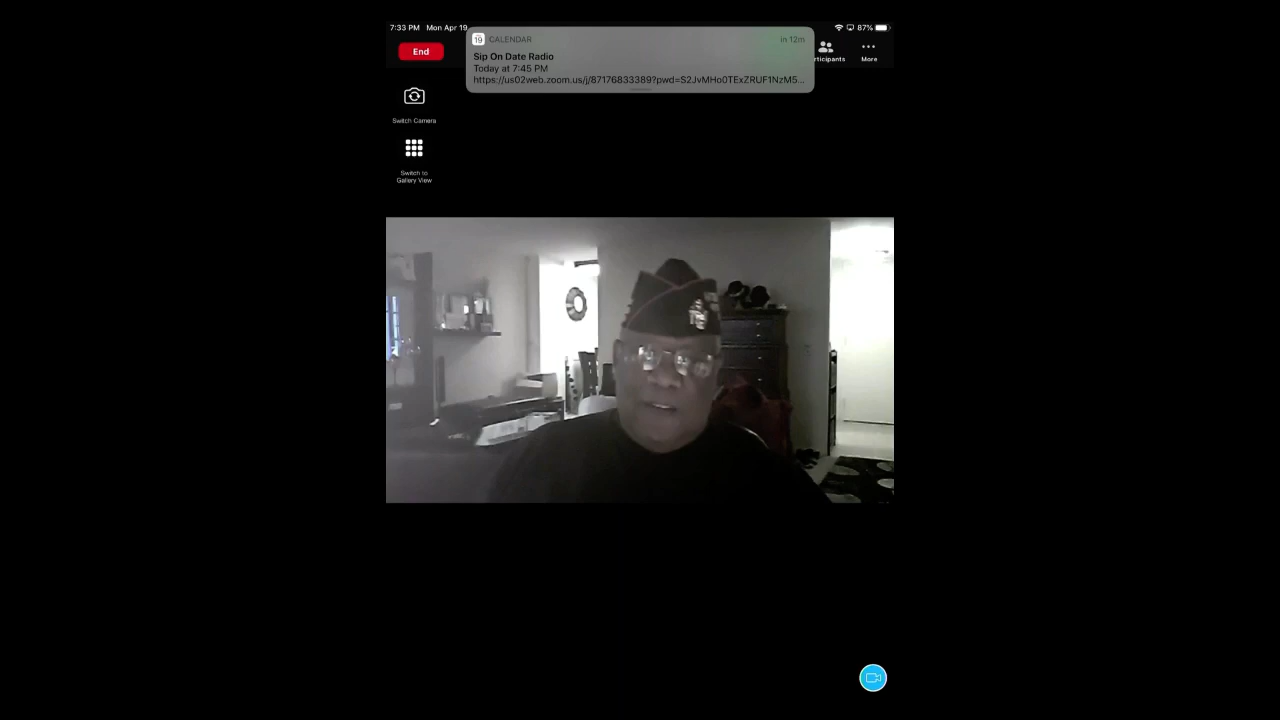 7:33 PM Mon Apr 19
87%
End
19
CALENDAR
in 12m
Sip On Date Radio
Today at 7:45 PM
https://us02web.zoom.us/j/87176833389?pwd=S2JvMHo0TExZRUF1NzM5...
rticipants
More
Switch Camera
Switch to
Gallery View